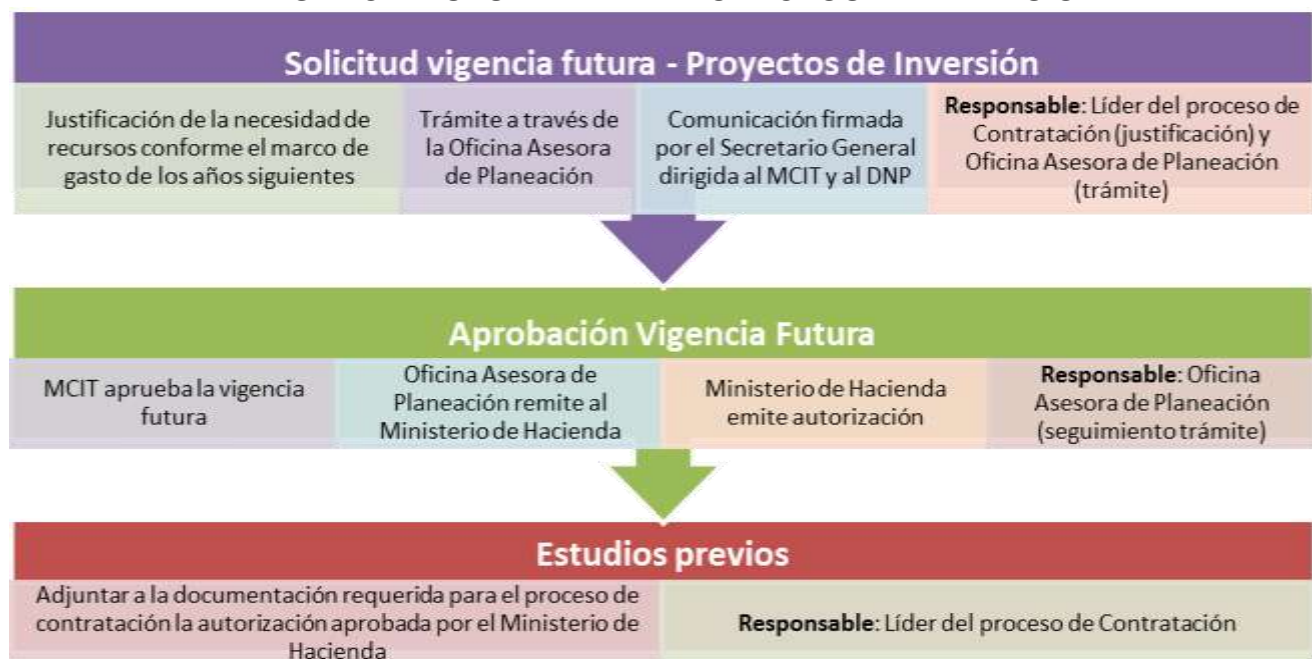 Solicitud vigencia futura - Proyectos de Inversión
Justificación de la necesidad de
recursos conforme el marco de
gasto de los años siguientes
Trámite a través de
la Oficina Asesora
de Planeación
Comunicación firmada
por el Secretario General
dirigida al MCIT y al DNP
Responsable: Líder del proceso de
Contratación (justificación) y
Oficina Asesora de Planeación
(trámite)
Aprobación Vigencia Futura
MCIT aprueba la vigencia
futura
Oficina Asesora de
Planeación remite al
Ministerio de Hacienda
Ministerio de Hacienda
emite autorización
Responsable: Oficina
Asesora de Planeación
(seguimiento trámite)
Estudios previos
Adjuntar a la documentación requerida para el proceso de
contratación la autorización aprobada por el Ministerio de
Hacienda
Responsable: Líder del proceso de Contratación